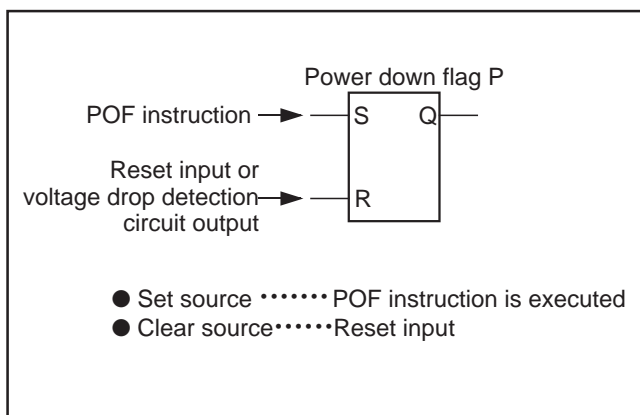 Power down flag P
POF instruction
S Q
Reset input or
voltage drop detection
circuit output
R
● Set source ・・・・・・・ POF instruction is executed
● Clear source・・・・・・Reset input